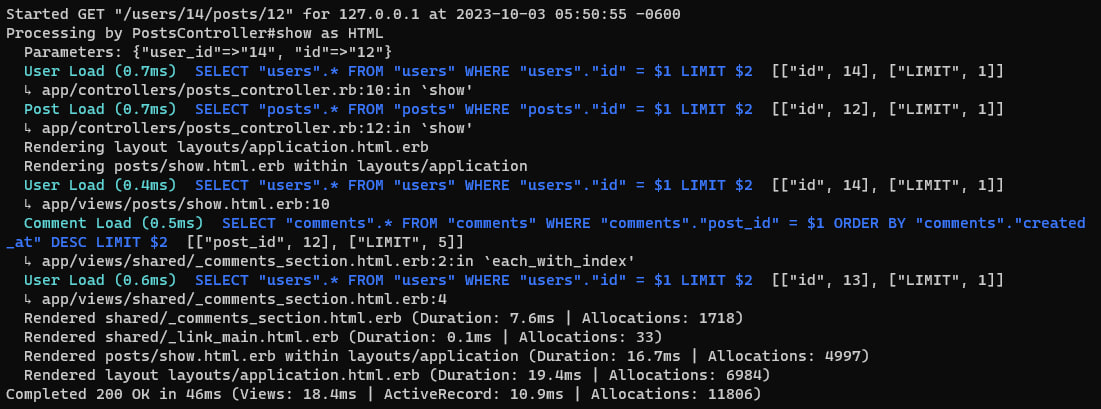 Started GET "/users/14/posts/12" for 127.0.0.1 at 2023-10-03 05:50:55 -0600
Processing by PostsController#show as HTML
  Parameters: {"user_id"=>"14", "id"=>"12"}
  User Load (0.7ms)  SELECT "users".* FROM "users" WHERE "users"."id" = $1 LIMIT $2  [["id", 14], ["LIMIT", 1]]
  ↳ app/controllers/posts_controller.rb:10:in `show'
  Post Load (0.7ms)  SELECT "posts".* FROM "posts" WHERE "posts"."id" = $1 LIMIT $2  [["id", 12], ["LIMIT", 1]]
  ↳ app/controllers/posts_controller.rb:12:in `show'
  Rendering layout layouts/application.html.erb
  Rendering posts/show.html.erb within layouts/application
  User Load (0.4ms)  SELECT "users".* FROM "users" WHERE "users"."id" = $1 LIMIT $2  [["id", 14], ["LIMIT", 1]]
  ↳ app/views/posts/show.html.erb:10
  Comment Load (0.5ms)  SELECT "comments".* FROM "comments" WHERE "comments"."post_id" = $1 ORDER BY "comments"."created
_at" DESC LIMIT $2  [["post_id", 12], ["LIMIT", 5]]
  ↳ app/views/shared/_comments_section.html.erb:2:in `each_with_index'
  User Load (0.6ms)  SELECT "users".* FROM "users" WHERE "users"."id" = $1 LIMIT $2  [["id", 13], ["LIMIT", 1]]
  ↳ app/views/shared/_comments_section.html.erb:4
  Rendered shared/_comments_section.html.erb (Duration: 7.6ms | Allocations: 1718)
  Rendered shared/_link_main.html.erb (Duration: 0.1ms | Allocations: 33)
  Rendered posts/show.html.erb within layouts/application (Duration: 16.7ms | Allocations: 4997)
  Rendered layout layouts/application.html.erb (Duration: 19.4ms | Allocations: 6984)
Completed 200 OK in 46ms (Views: 18.4ms | ActiveRecord: 10.9ms | Allocations: 11806)